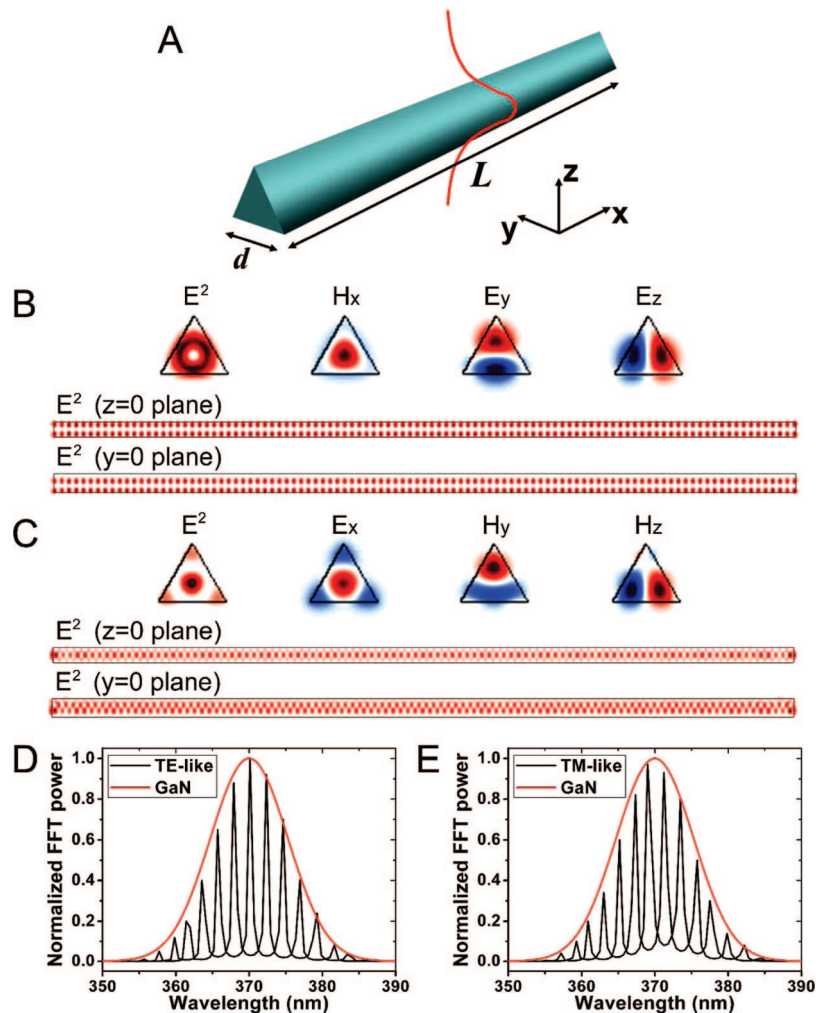 A
L
d
z
y
x
B
E² Hx Ey Ez
E² (z=0 plane)
E² (y=0 plane)
C
E² Ex Hy Hz
E² (z=0 plane)
E² (y=0 plane)
D
TE-like
GaN
Normalized FFT power
1.0
0.8
0.6
0.4
0.2
0.0
350 360 370 380 390
Wavelength (nm)
E
TM-like
GaN
Normalized FFT power
1.0
0.8
0.6
0.4
0.2
0.0
350 360 370 380 390
Wavelength (nm)